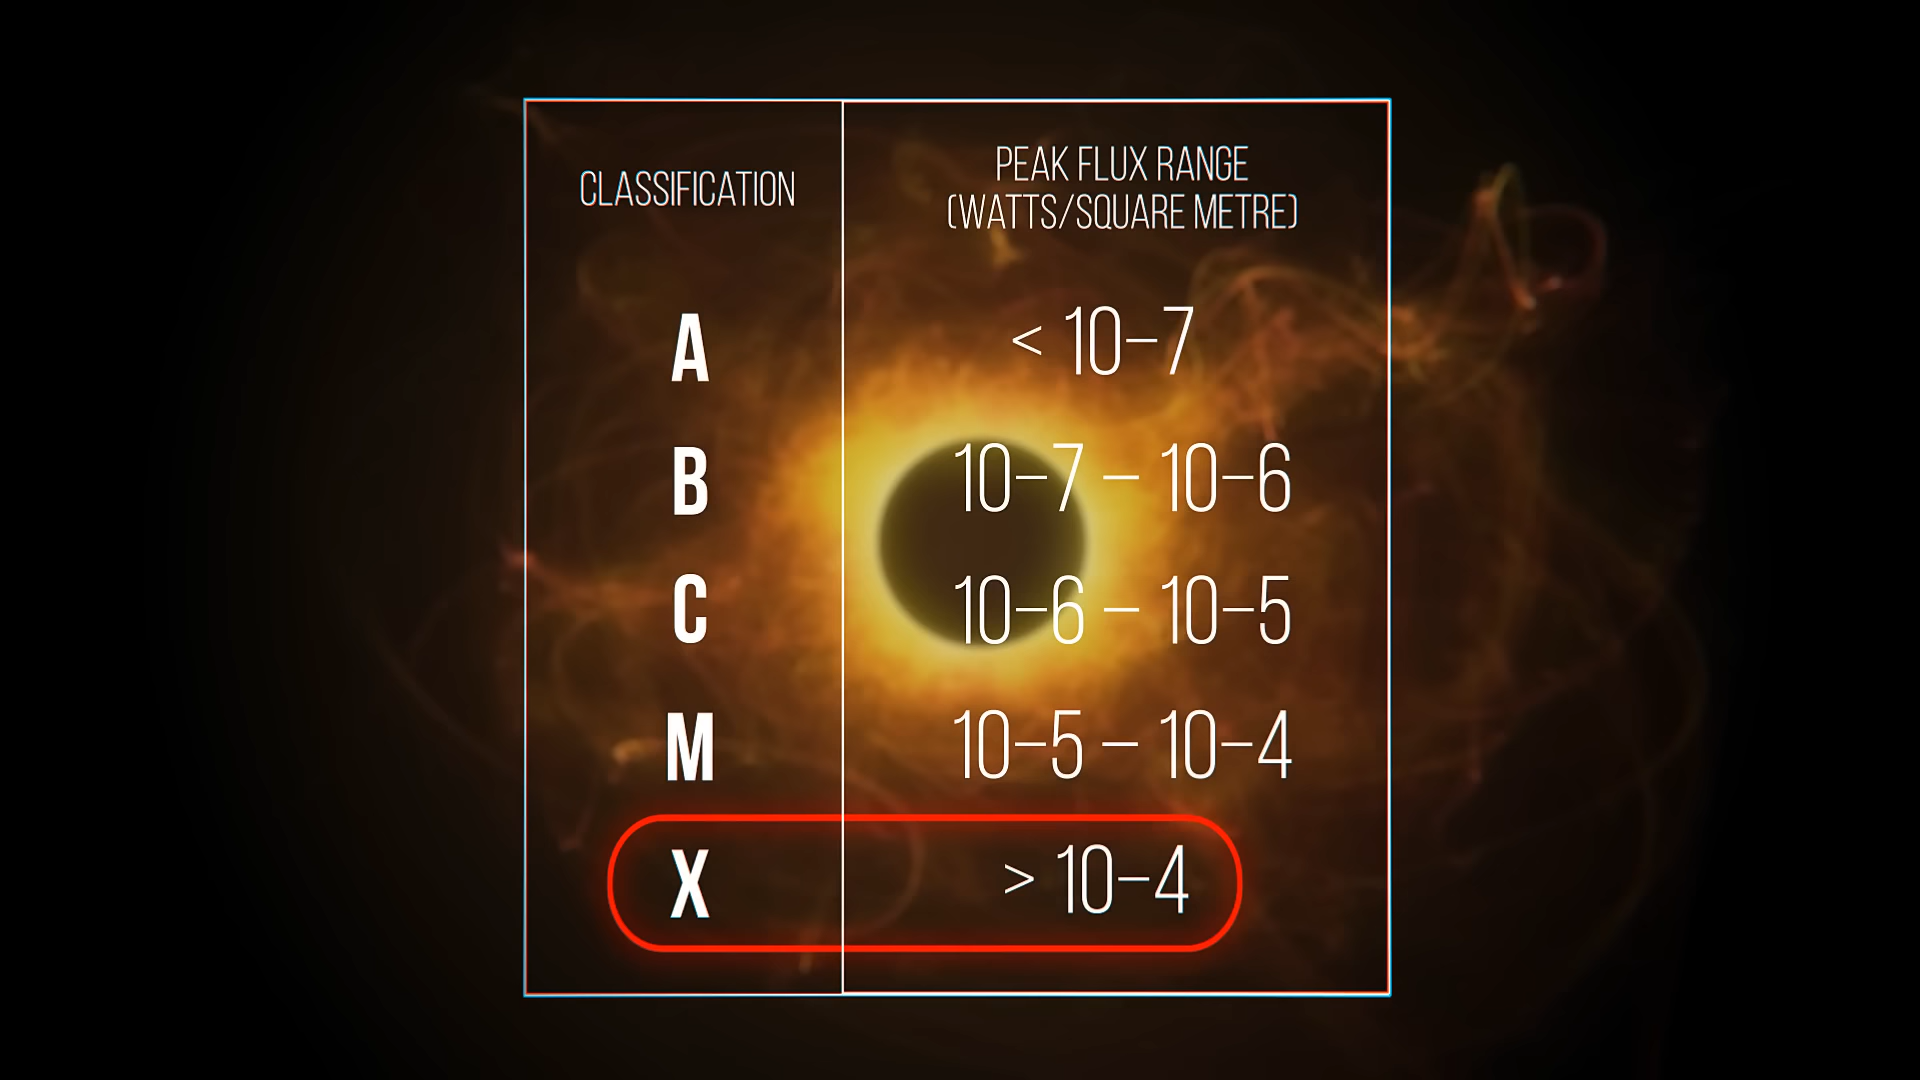 CLASSIFICATION
PEAK FLUX RANGE
(WATTS/SQUARE METRE)
A < 10–7
B 10–7 – 10–6
C 10–6 – 10–5
M 10–5 – 10–4
X > 10–4